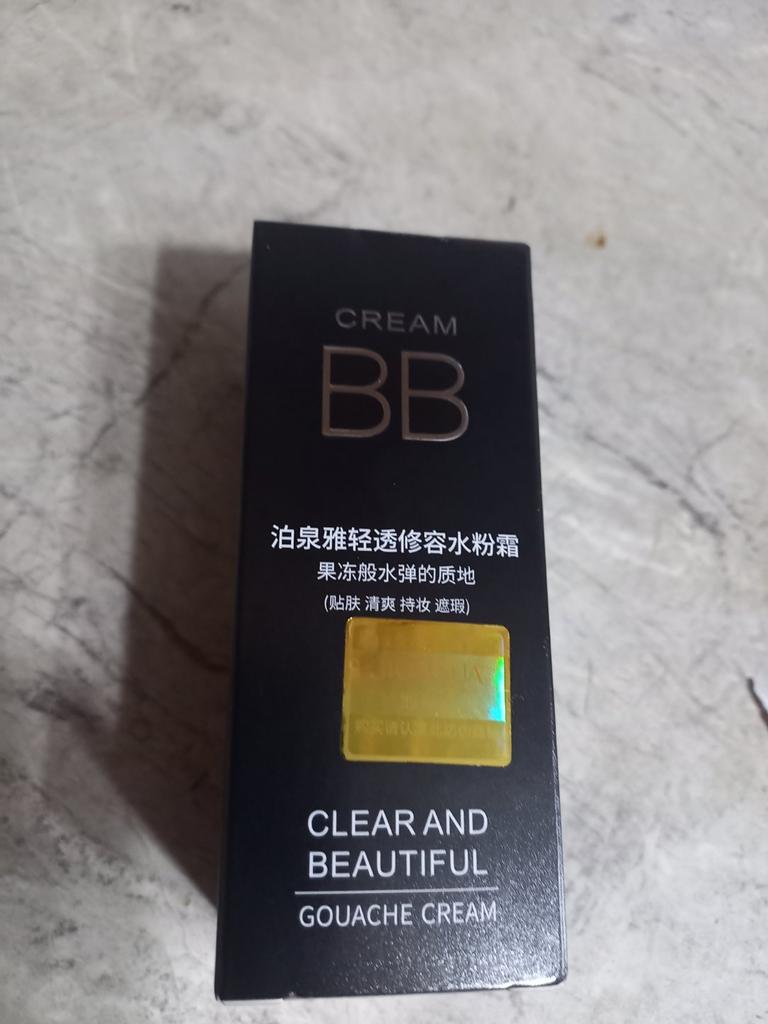 CREAM
BB
泊泉雅轻透修容水粉霜
果冻般水弹的质地
(贴肤 清爽 持妆 遮瑕)
CLEAR AND
BEAUTIFUL
GOUACHE CREAM